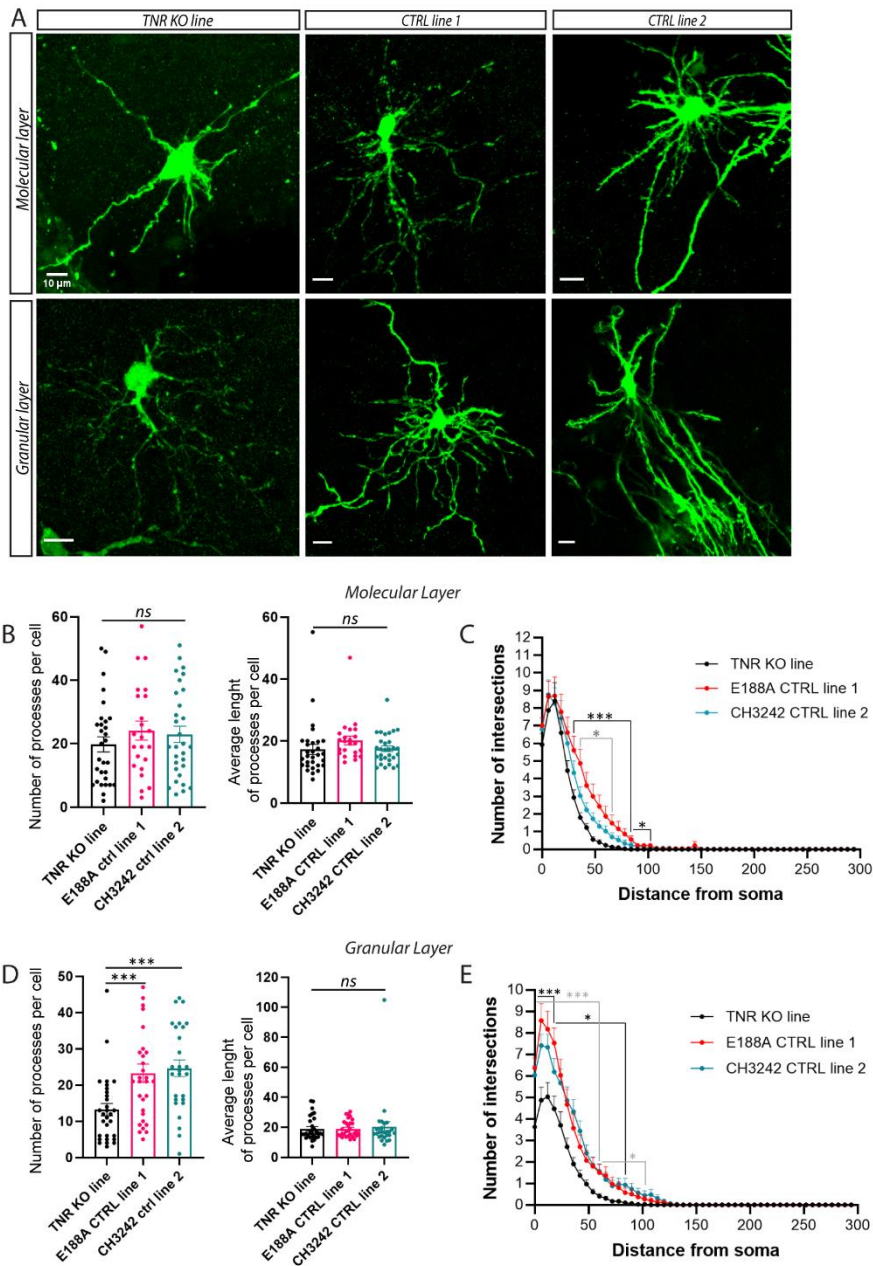 A
TNR KO line
CTRL line 1
CTRL line 2
Molecular layer
10 µm
Granular layer
Molecular Layer
B
Number of processes per cell
60
40
20
0
ns
TNR KO line
E188A ctrl line 1
CH3242 ctrl line 2
Average lenght
of processes per cell
60
40
20
0
ns
TNR KO line
E188A CTRL line 1
CH3242 CTRL line 2
C
Number of intersections
12
11
10
9
8
7
6
5
4
3
2
1
0
***
*
*
TNR KO line
E188A CTRL line 1
CH3242 CTRL line 2
0 50 100 150 200 250 300
Distance from soma
Granular Layer
D
Number of processes per cell
50
40
30
20
10
0
***
***
TNR KO line
E188A CTRL line 1
CH3242 ctrl line 2
Average lenght
of processes per cell
120
100
80
60
40
20
0
ns
TNR KO line
E188A CTRL line 1
CH3242 CTRL line 2
E
Number of intersections
10
9
8
7
6
5
4
3
2
1
0
*** ***
*
*
TNR KO line
E188A CTRL line 1
CH3242 CTRL line 2
0 50 100 150 200 250 300
Distance from soma